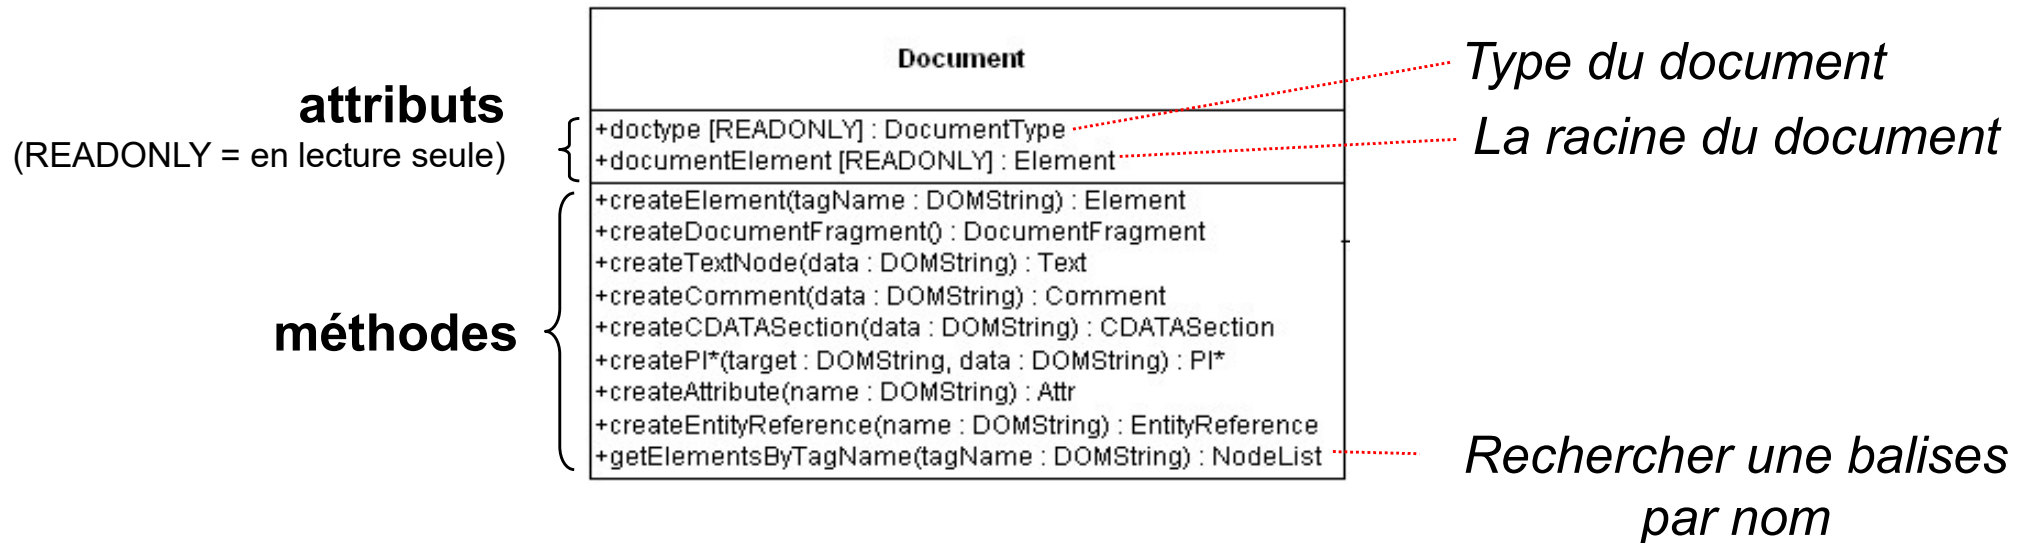 Document
attributs
(READONLY = en lecture seule)
+doctype [READONLY] : DocumentType
+documentElement [READONLY] : Element
Type du document
La racine du document
méthodes
+createElement(tagName : DOMString) : Element
+createDocumentFragment() : DocumentFragment
+createTextNode(data : DOMString) : Text
+createComment(data : DOMString) : Comment
+createCDATASection(data : DOMString) : CDATASection
+createPI*(target : DOMString, data : DOMString) : PI*
+createAttribute(name : DOMString) : Attr
+createEntityReference(name : DOMString) : EntityReference
+getElementsByTagName(tagName : DOMString) : NodeList
Rechercher une balises
par nom